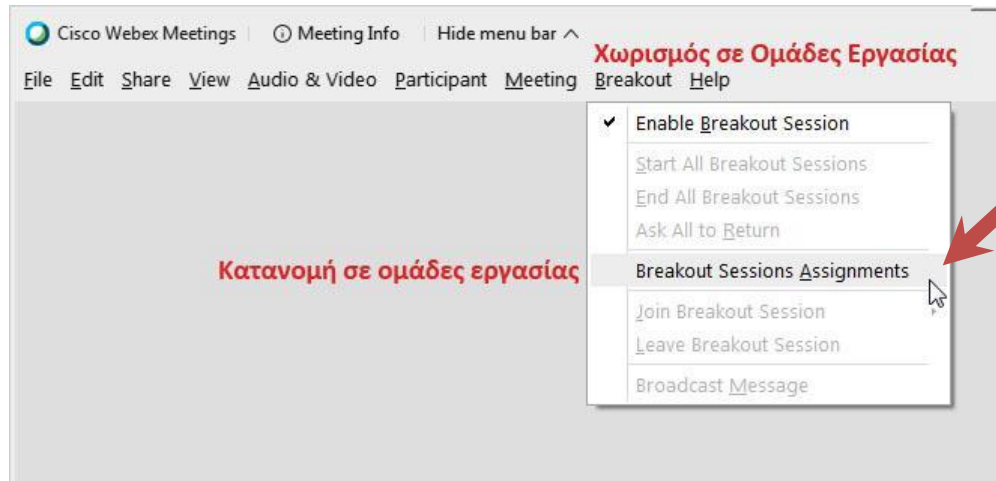 Cisco Webex Meetings Meeting Info Hide menu bar
Χωρισμός σε Ομάδες Εργασίας
File Edit Share View Audio & Video Participant Meeting Breakout Help
Enable Breakout Session
Start All Breakout Sessions
End All Breakout Sessions
Ask All to Return
Κατανομή σε ομάδες εργασίας Breakout Sessions Assignments
Join Breakout Session
Leave Breakout Session
Broadcast Message